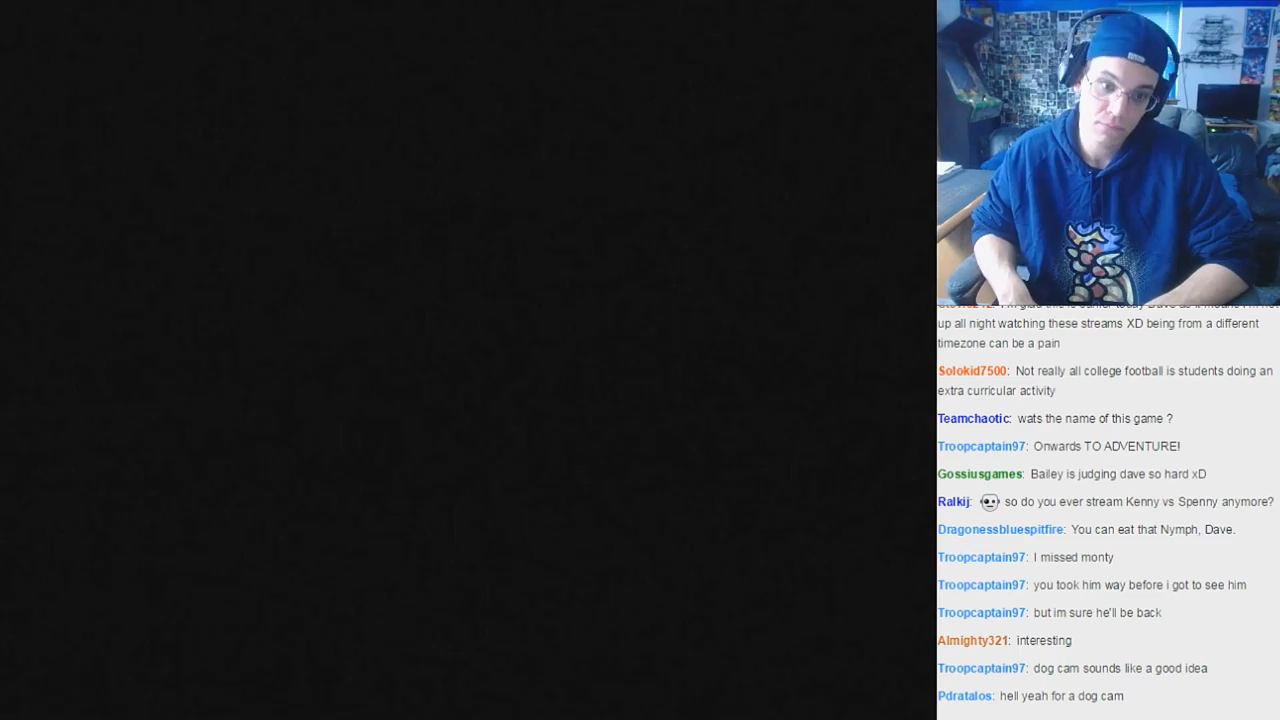 up all night watching these streams XD being from a different
timezone can be a pain
Solokid7500: Not really all college football is students doing an
extra curricular activity
Teamchaotic: wats the name of this game ?
Troopcaptain97: Onwards TO ADVENTURE!
Gossiusgames: Bailey is judging dave so hard xD
Ralkij: so do you ever stream Kenny vs Spenny anymore?
Dragonessbluespitfire: You can eat that Nymph, Dave.
Troopcaptain97: I missed monty
Troopcaptain97: you took him way before i got to see him
Troopcaptain97: but im sure he'll be back
Almighty321: interesting
Troopcaptain97: dog cam sounds like a good idea
Pdratalos: hell yeah for a dog cam